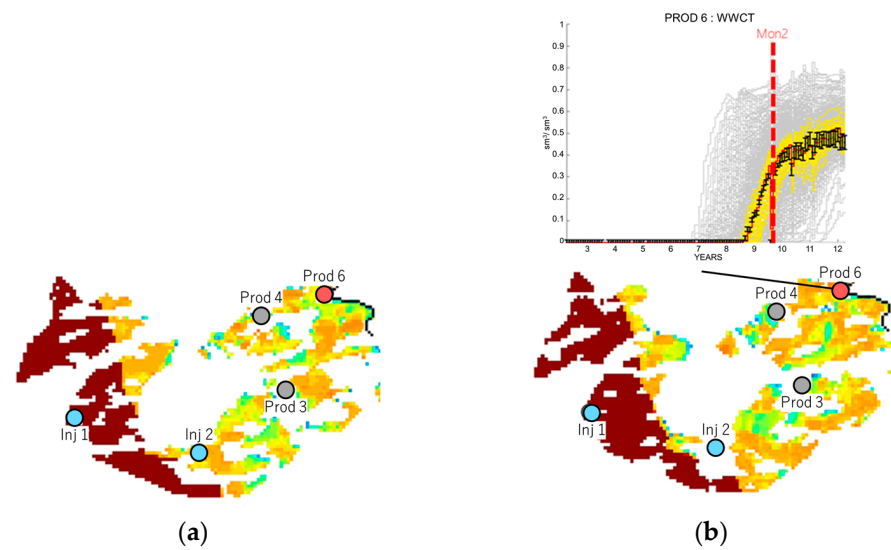 PROD 6 : WWCT
Mon2
1
0.9
0.8
0.7
0.6
0.5
0.4
0.3
0.2
0.1
0
sm³/sm³
3 4 5 6 7 8 9 10 11 12
YEARS
Prod 6
Prod 4
Prod 3
Inj 1
Inj 2
Prod 6
Prod 4
Prod 3
Inj 1
Inj 2
(a)
(b)